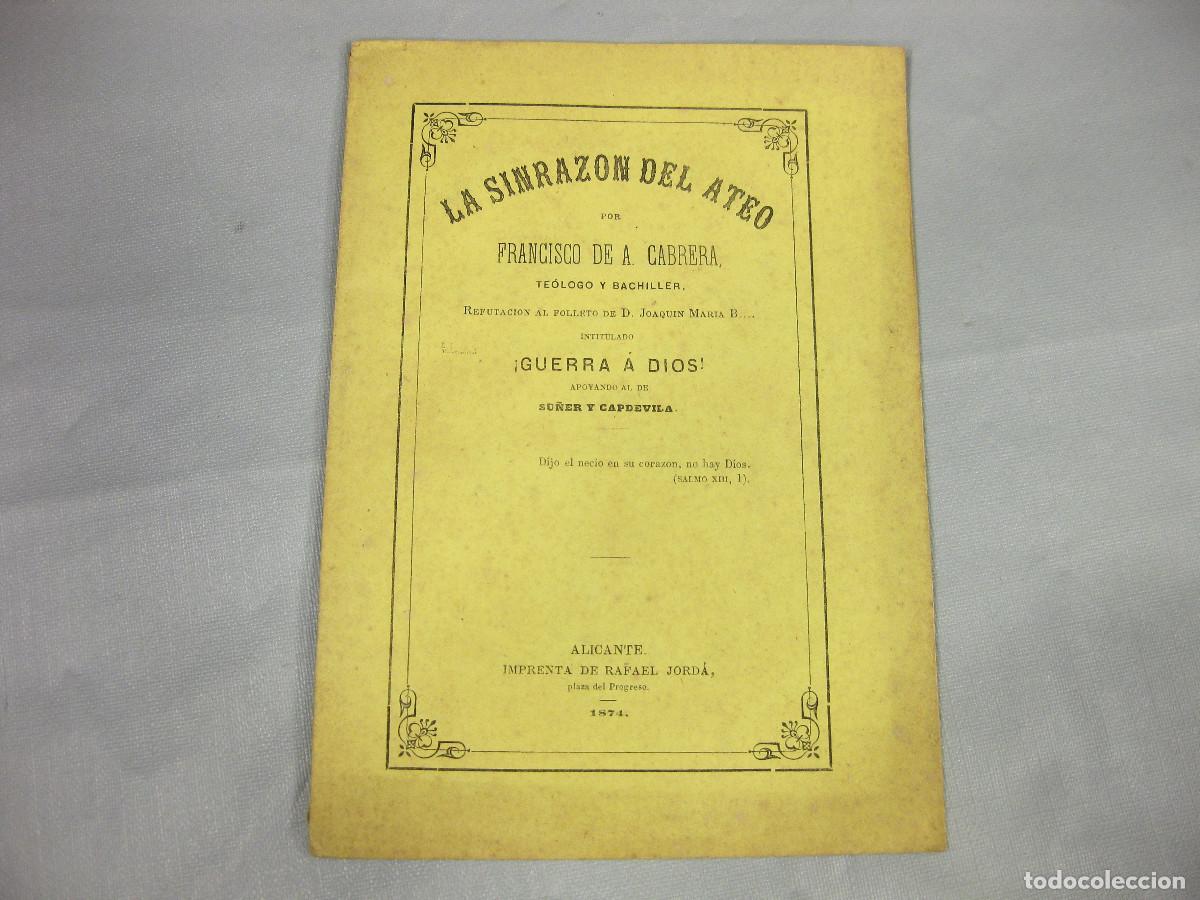 LA SINRAZON DEL ATEO
POR
FRANCISCO DE A. CABRERA,
TEÓLOGO Y BACHILLER,
REFUTACION AL FOLLETO DE D. JOAQUIN MARIA B....
INTITULADO
¡GUERRA Á DIOS!
APOYANDO AL DE
SUÑER Y CAPDEVILA.
Dijo el necio en su corazon, no hay Dios.
(SALMO XIII, 1).
ALICANTE.
IMPRENTA DE RAFAEL JORDÁ,
plaza del Progreso.
1874.
todocoleccion